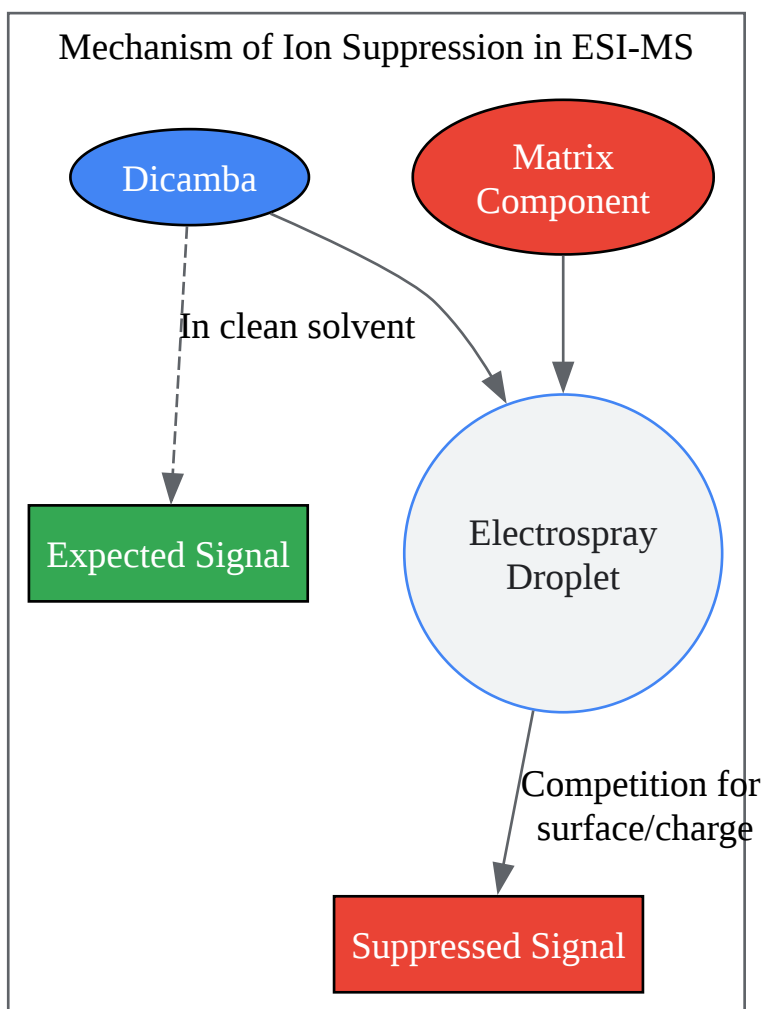 Mechanism of Ion Suppression in ESI-MS
Dicamba
Matrix
Component
In clean solvent
Expected Signal
Electrospray
Droplet
Competition for
surface/charge
Suppressed Signal